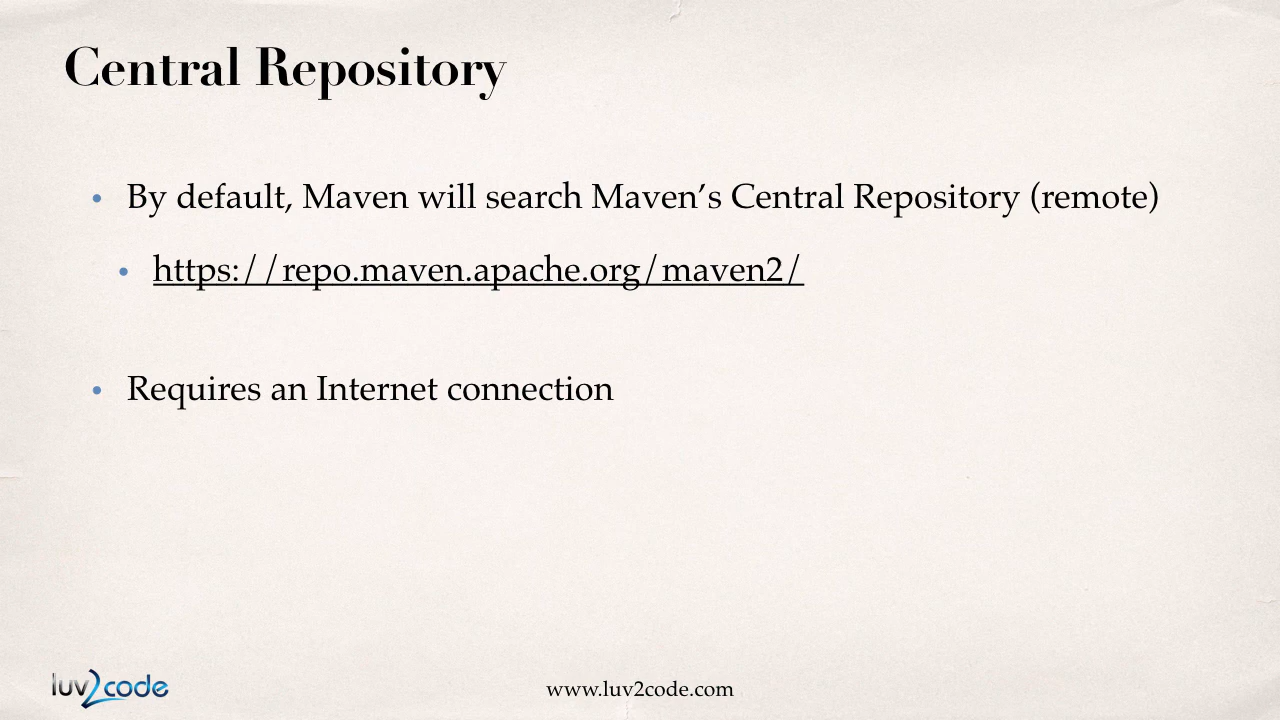 Central Repository
By default, Maven will search Maven’s Central Repository (remote)
https://repo.maven.apache.org/maven2/
Requires an Internet connection
luv2code
www.luv2code.com